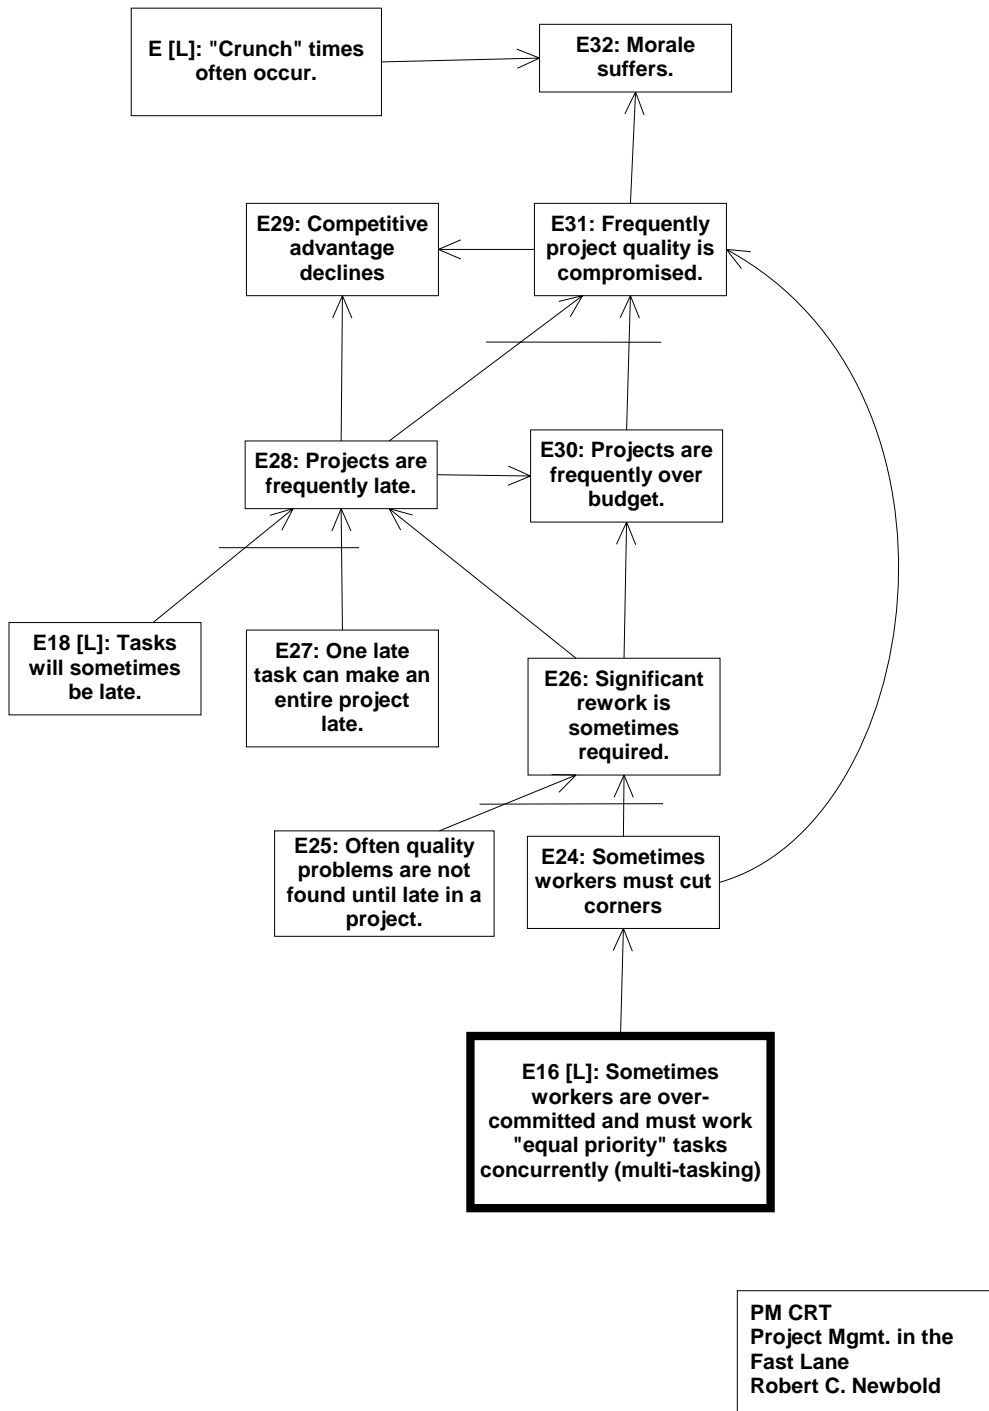 E [L]: "Crunch" times
often occur.
E32: Morale
suffers.
E29: Competitive
advantage
declines
E31: Frequently
project quality is
compromised.
E28: Projects are
frequently late.
E30: Projects are
frequently over
budget.
E18 [L]: Tasks
will sometimes
be late.
E27: One late
task can make an
entire project
late.
E26: Significant
rework is
sometimes
required.
E25: Often quality
problems are not
found until late in a
project.
E24: Sometimes
workers must cut
corners
E16 [L]: Sometimes
workers are over-
committed and must work
"equal priority" tasks
concurrently (multi-tasking)
PM CRT
Project Mgmt. in the
Fast Lane
Robert C. Newbold